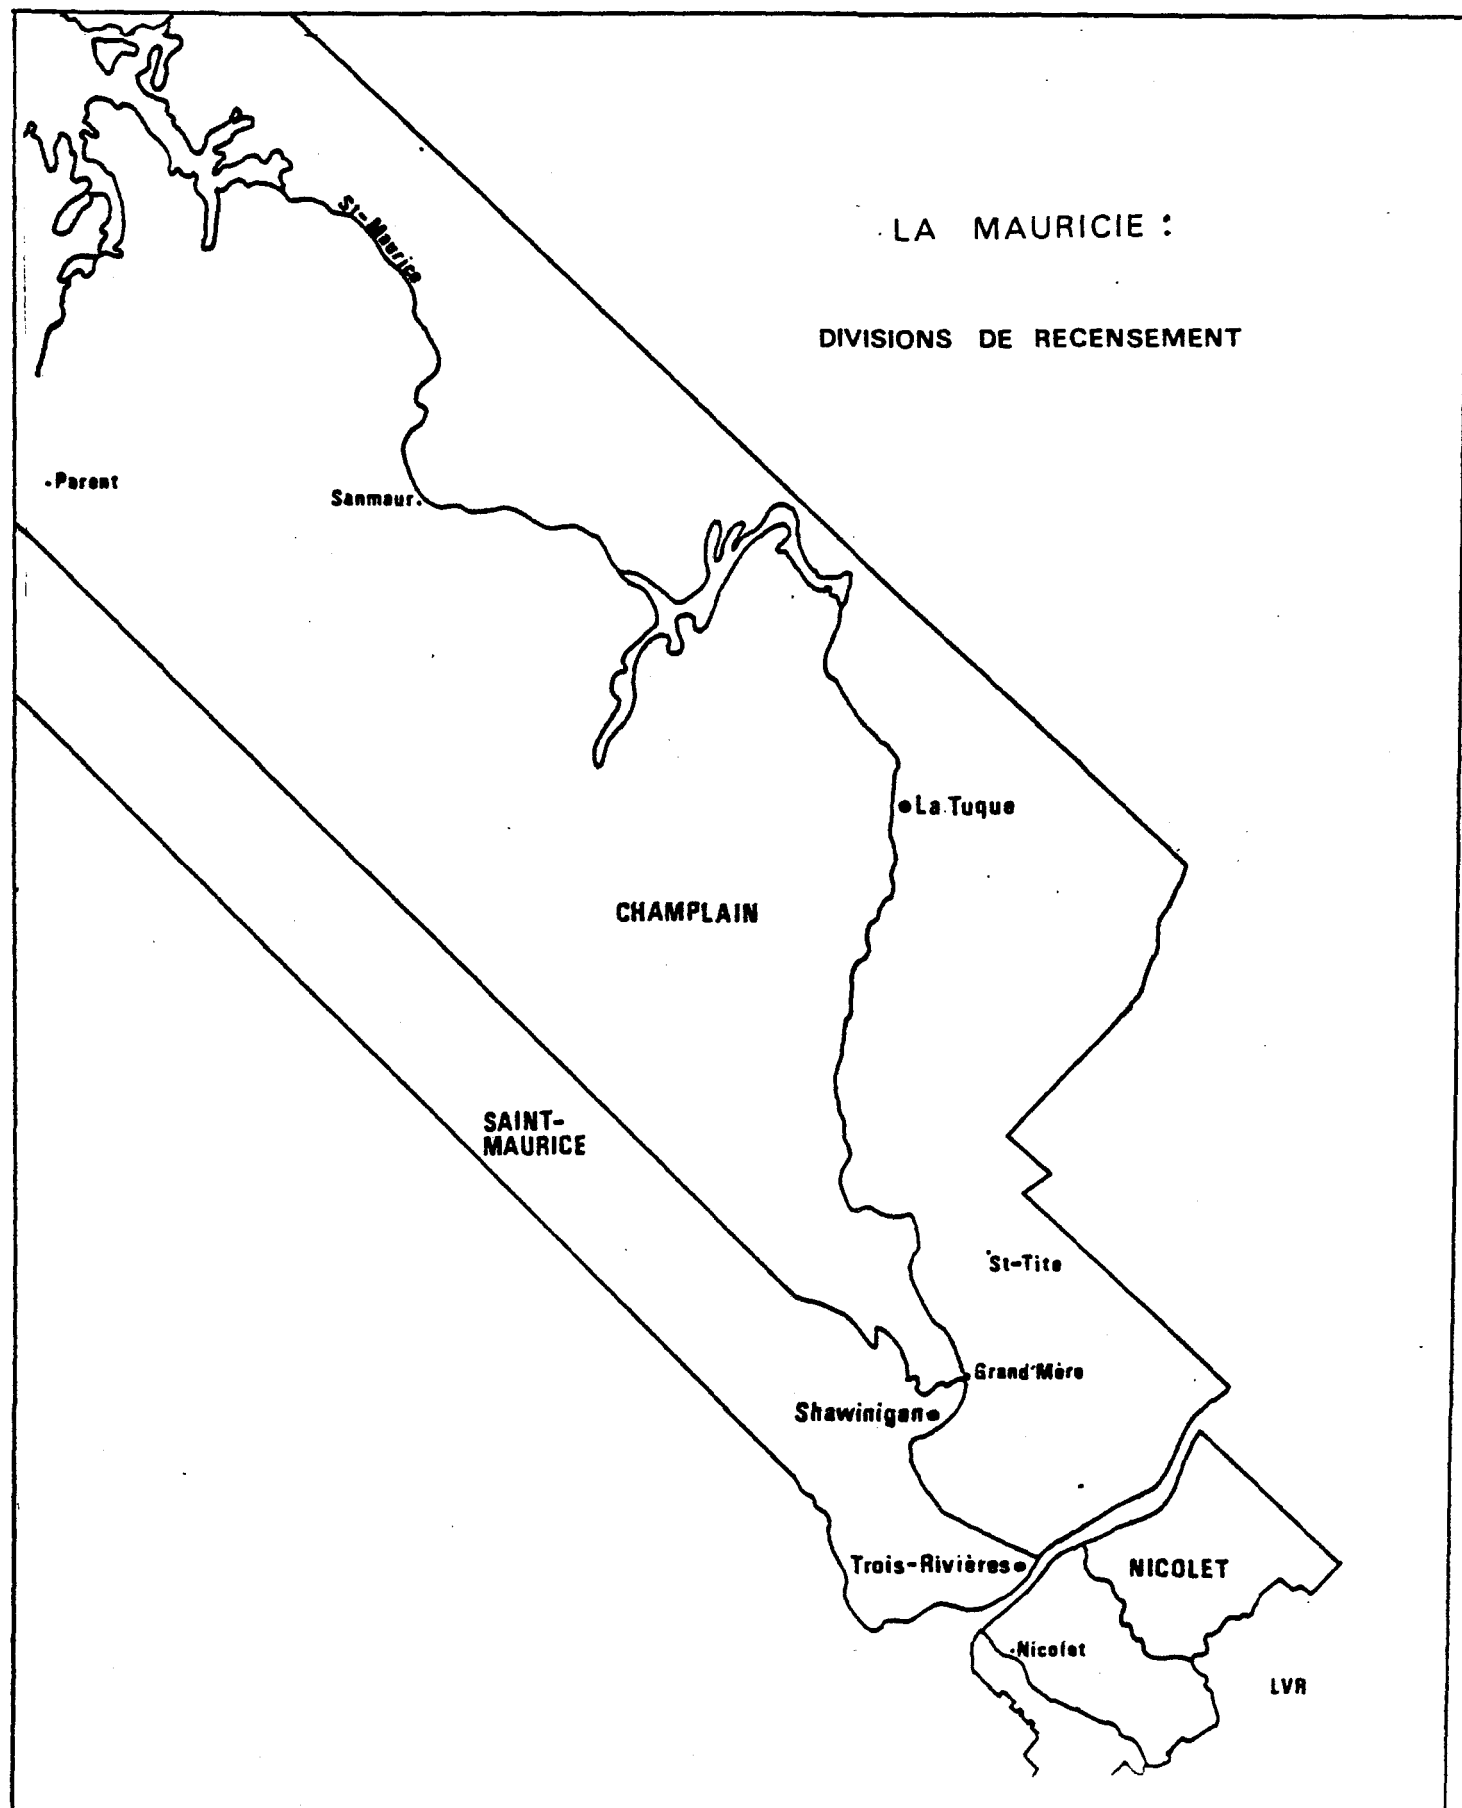 LA MAURICIE :
DIVISIONS DE RECENSEMENT
St-Maurice
Parent
Sanmaur
La Tuque
CHAMPLAIN
SAINT-
MAURICE
St-Tite
Grand'Mère
Shawinigan
Trois-Rivières
NICOLET
Nicolet
LVR